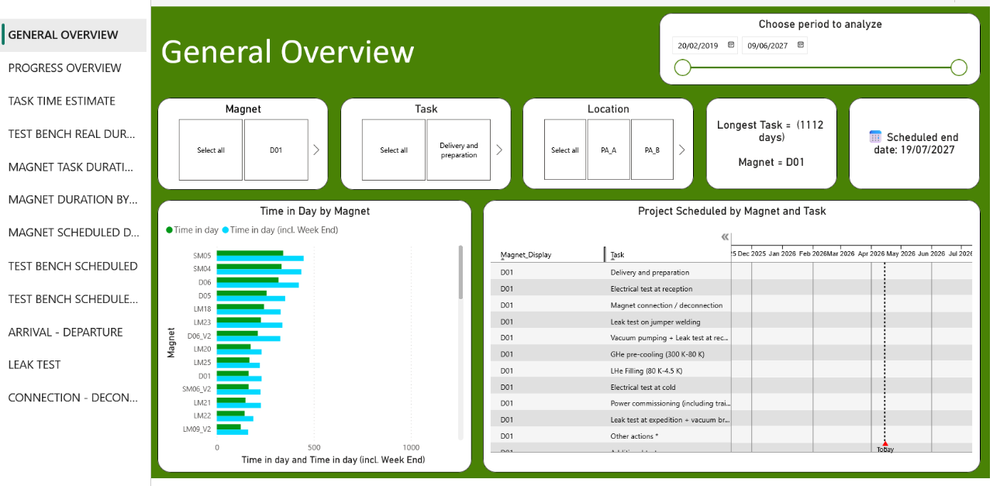 GENERAL OVERVIEW
PROGRESS OVERVIEW
TASK TIME ESTIMATE
TEST BENCH REAL DUR...
MAGNET TASK DURATI...
MAGNET DURATION BY...
MAGNET SCHEDULED D...
TEST BENCH SCHEDULED
TEST BENCH SCHEDULE...
ARRIVAL - DEPARTURE
LEAK TEST
CONNECTION - DECON...
General Overview
Choose period to analyze
20/02/2019 09/06/2027
Magnet
Select all D01
Task
Select all Delivery and
preparation
Location
Select all PA_A PA_B
Longest Task = (1112
days)
Magnet = D01
Scheduled end
date: 19/07/2027
Time in Day by Magnet
Time in day Time in day (incl. Week End)
Magnet
SM05
SM04
D06
D05
LM18
LM23
D06_V2
LM20
LM25
D01
SM06_V2
LM21
LM22
LM09_V2
0 500 1000
Time in day and Time in day (incl. Week End)
Project Scheduled by Magnet and Task
Magnet_Display Task 25 Dec 2025 Jan 2026 Feb 2026 Mar 2026 Apr 2026 May 2026 Jun 2026 Jul 2026
D01 Delivery and preparation
D01 Electrical test at reception
D01 Magnet connection / deconnection
D01 Leak test on jumper welding
D01 Vacuum pumping + Leak test at rec...
D01 GHe pre-cooling (300 K-80 K)
D01 LHe Filling (80 K-4.5 K)
D01 Electrical test at cold
D01 Power commissioning (including trai...
D01 Leak test at expedition + vacuum br...
D01 Other actions *
D01
Today